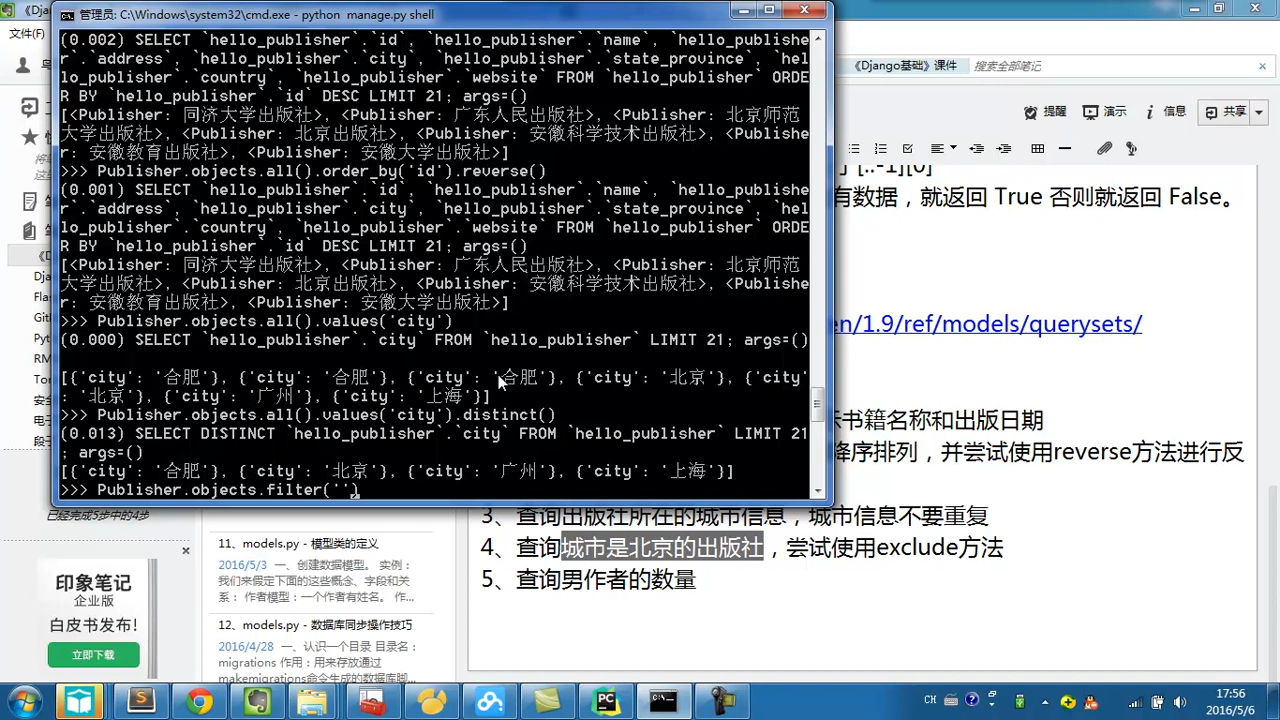 《Dj
管理员: C:\Windows\system32\cmd.exe - python  manage.py shell
文件(F)
(0.002) SELECT `hello_publisher`.`id`, `hello_publisher`.`name`, `hello_publishe
r`.`address`, `hello_publisher`.`city`, `hello_publisher`.`state_province`, `hel
lo_publisher`.`country`, `hello_publisher`.`website` FROM `hello_publisher` ORDE
R BY `hello_publisher`.`id` DESC LIMIT 21; args=()
[<Publisher: 同济大学出版社>, <Publisher: 广东人民出版社>, <Publisher: 北京师范
大学出版社>, <Publisher: 北京出版社>, <Publisher: 安徽科学技术出版社>, <Publisher
: 安徽教育出版社>, <Publisher: 安徽大学出版社>]
>>> Publisher.objects.all().order_by('id').reverse()
(0.001) SELECT `hello_publisher`.`id`, `hello_publisher`.`name`, `hello_publishe
r`.`address`, `hello_publisher`.`city`, `hello_publisher`.`state_province`, `hel
lo_publisher`.`country`, `hello_publisher`.`website` FROM `hello_publisher` ORDE
R BY `hello_publisher`.`id` DESC LIMIT 21; args=()
[<Publisher: 同济大学出版社>, <Publisher: 广东人民出版社>, <Publisher: 北京师范
大学出版社>, <Publisher: 北京出版社>, <Publisher: 安徽科学技术出版社>, <Publisher
: 安徽教育出版社>, <Publisher: 安徽大学出版社>]
>>> Publisher.objects.all().values('city')
(0.000) SELECT `hello_publisher`.`city` FROM `hello_publisher` LIMIT 21; args=()
[{'city': '合肥'}, {'city': '合肥'}, {'city': '合肥'}, {'city': '北京'}, {'city'
: '北京'}, {'city': '广州'}, {'city': '上海'}]
>>> Publisher.objects.all().values('city').distinct()
(0.013) SELECT DISTINCT `hello_publisher`.`city` FROM `hello_publisher` LIMIT 21
; args=()
[{'city': '合肥'}, {'city': '北京'}, {'city': '广州'}, {'city': '上海'}]
>>> Publisher.objects.filter('')
《Django基础》课件
搜索全部笔记
提醒
演示
信息
共享
了[..-1][0]
有数据，就返回 True 否则就返回 False。
en/1.9/ref/models/querysets/
示书籍名称和出版日期
降序排列，并尝试使用reverse方法进行反
3、查询出版社所在的城市信息，城市信息不要重复
4、查询城市是北京的出版社，尝试使用exclude方法
5、查询男作者的数量
Dja
Flas
Pyt
RM
Tor
已经完成5步中的4步
印象笔记
企业版
白皮书发布!
立即下载
11、models.py - 模型类的定义
2016/5/3 一、创建数据模型。 实例：
我们来假定下面的这些概念、字段和关
系： 作者模型：一个作者有姓名。 作...
12、models.py - 数据库同步操作技巧
2016/4/28 一、认识一个目录 目录名：
migrations 作用：用来存放通过
makemigrations命令生成的数据库脚...
CH
17:56
2016/5/6